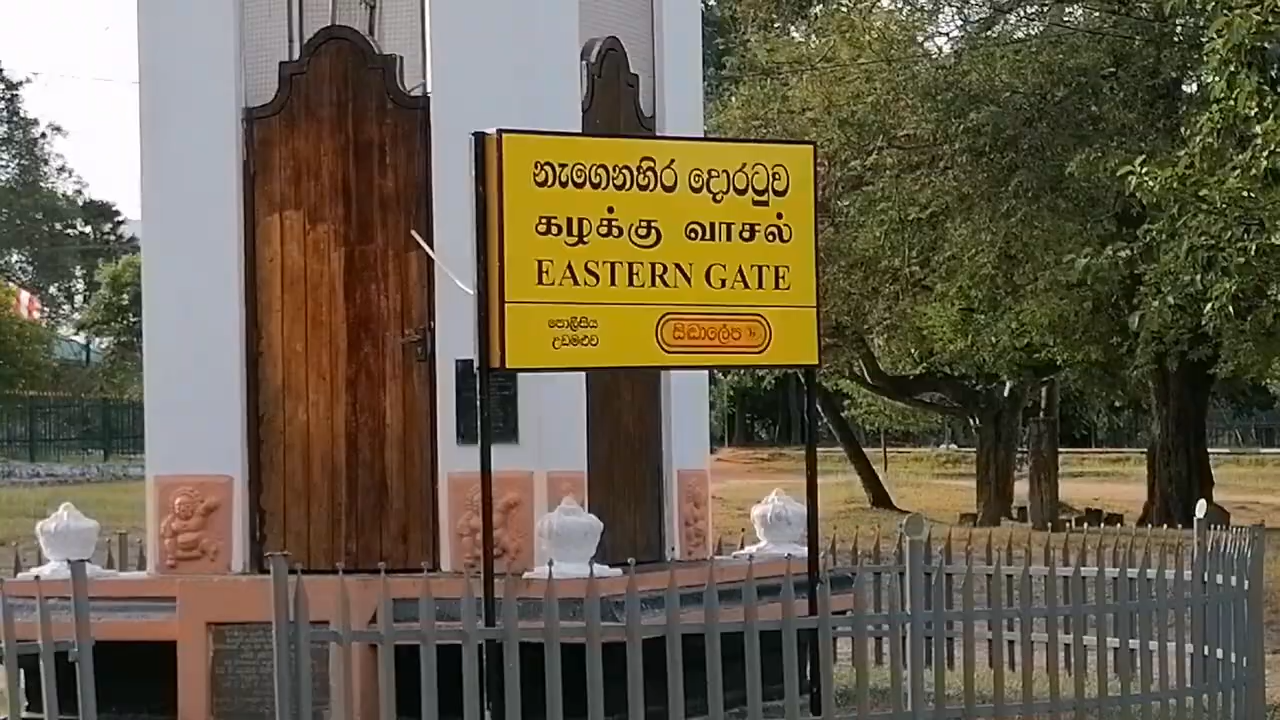 නැගෙනහිර දොරටුව
கழக்கு வாசல்
EASTERN GATE
පොලීසිය
උඩමළුව
සිඬාලේප